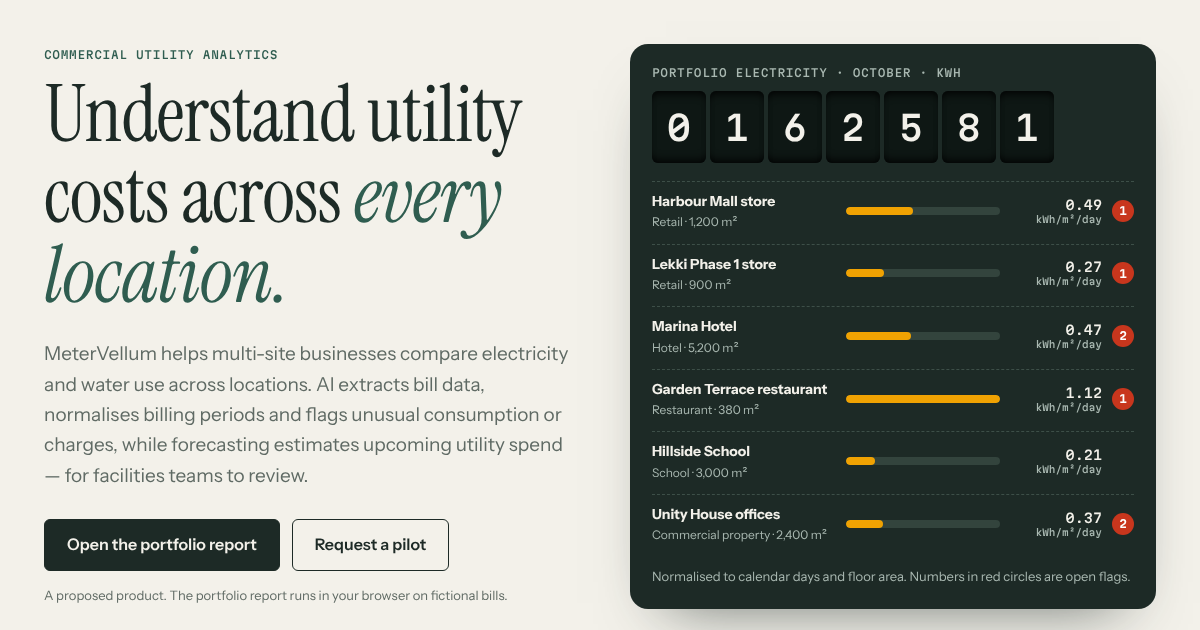 COMMERCIAL UTILITY ANALYTICS
Understand utility
costs across every
location.
MeterVellum helps multi-site businesses compare electricity
and water use across locations. AI extracts bill data,
normalises billing periods and flags unusual consumption or
charges, while forecasting estimates upcoming utility spend
— for facilities teams to review.
Open the portfolio report
Request a pilot
A proposed product. The portfolio report runs in your browser on fictional bills.
PORTFOLIO ELECTRICITY · OCTOBER · KWH
0 1 6 2 5 8 1
Harbour Mall store
Retail · 1,200 m²
0.49
kWh/m²/day
1
Lekki Phase 1 store
Retail · 900 m²
0.27
kWh/m²/day
1
Marina Hotel
Hotel · 5,200 m²
0.47
kWh/m²/day
2
Garden Terrace restaurant
Restaurant · 380 m²
1.12
kWh/m²/day
1
Hillside School
School · 3,000 m²
0.21
kWh/m²/day
Unity House offices
Commercial property · 2,400 m²
0.37
kWh/m²/day
2
Normalised to calendar days and floor area. Numbers in red circles are open flags.